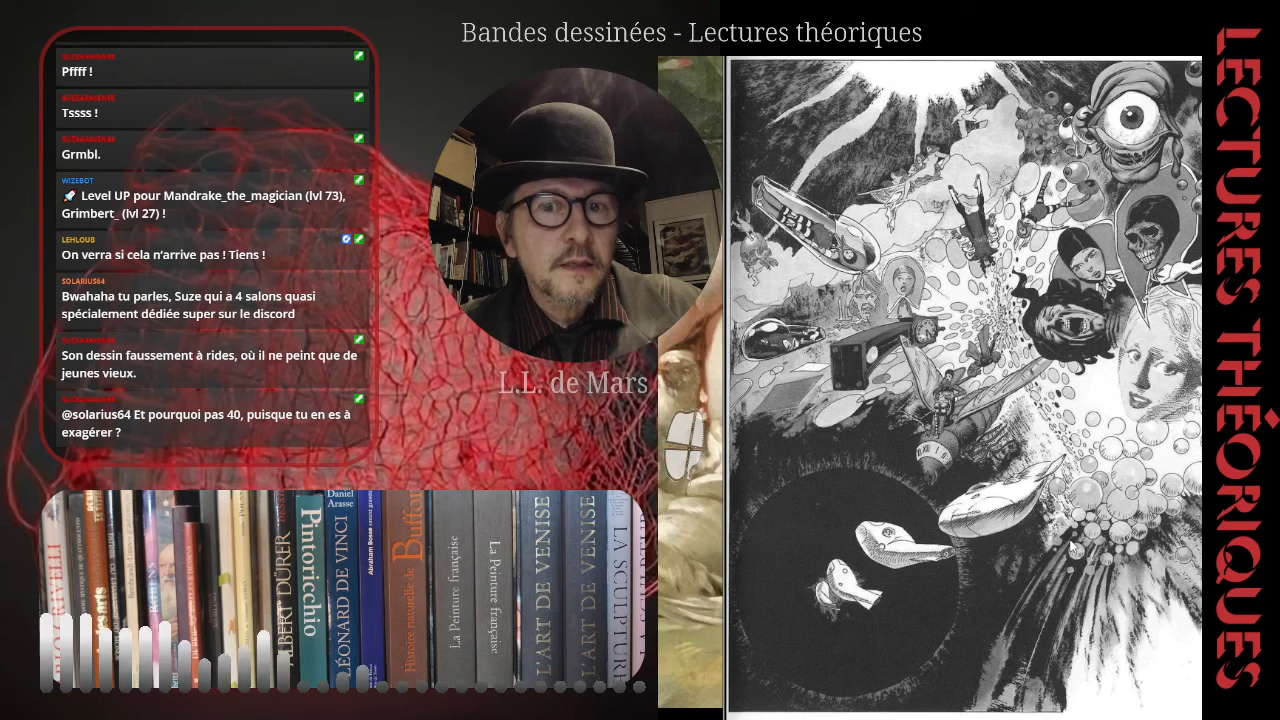 Bandes dessinées - Lectures théoriques
Pffff !
Tssss !
Grmbl.
WIZEBOT
Level UP pour Mandrake_the_magician (lvl 73),
Grimbert_ (lvl 27) !
LEHLOUB
On verra si cela n’arrive pas ! Tiens !
SOLARIUS64
Bwahaha tu parles, Suze qui a 4 salons quasi
spécialement dédiée super sur le discord
Son dessin faussement à rides, où il ne peint que de
jeunes vieux.
@solarius64 Et pourquoi pas 40, puisque tu en es à
exagérer ?
L.L. de Mars
ALBERT DÜRER
Pintoricchio
Daniel
Arasse
LÉONARD DE VINCI
Abraham Bosse
Histoire naturelle de Buffon
La Peinture française
La Peinture française
L'ART DE VENISE
L'ART DE VENISE
LA SCULPTURE
LECTURES THÉORIQUES